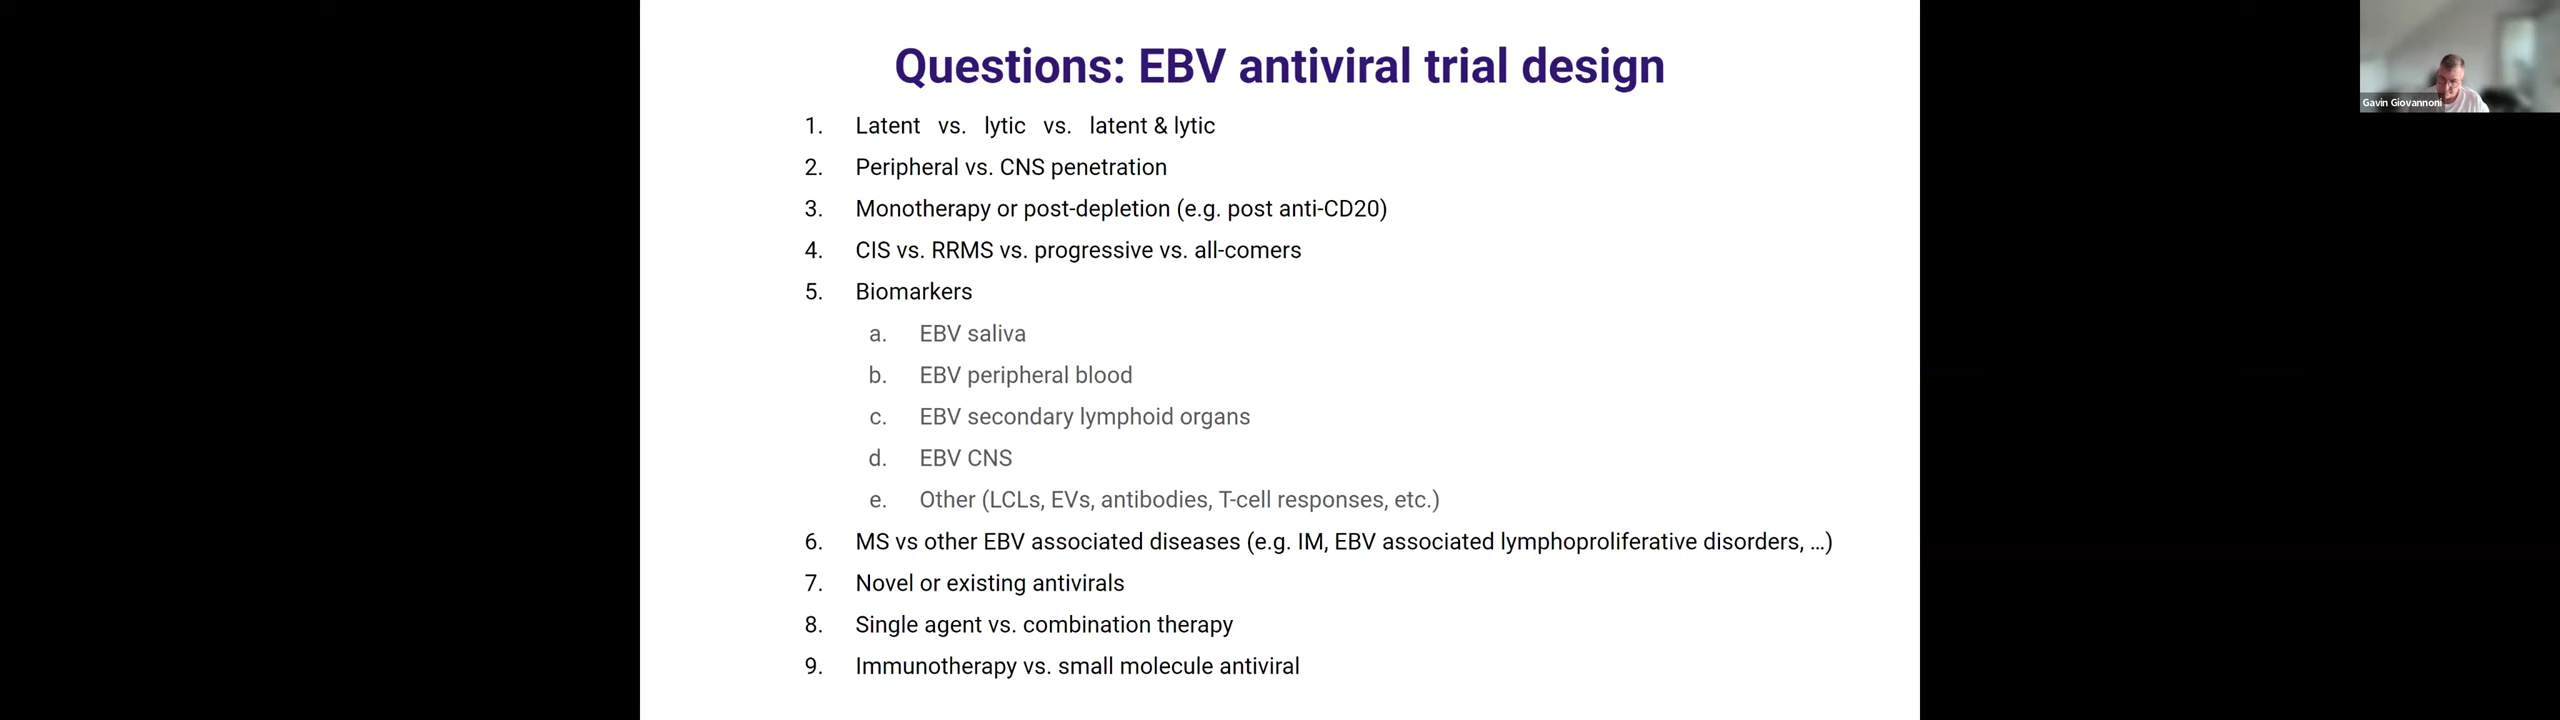 Questions: EBV antiviral trial design
Gavin Giovannoni
1. Latent vs. lytic vs. latent & lytic
2. Peripheral vs. CNS penetration
3. Monotherapy or post-depletion (e.g. post anti-CD20)
4. CIS vs. RRMS vs. progressive vs. all-comers
5. Biomarkers
a. EBV saliva
b. EBV peripheral blood
c. EBV secondary lymphoid organs
d. EBV CNS
e. Other (LCLs, EVs, antibodies, T-cell responses, etc.)
6. MS vs other EBV associated diseases (e.g. IM, EBV associated lymphoproliferative disorders, ...)
7. Novel or existing antivirals
8. Single agent vs. combination therapy
9. Immunotherapy vs. small molecule antiviral